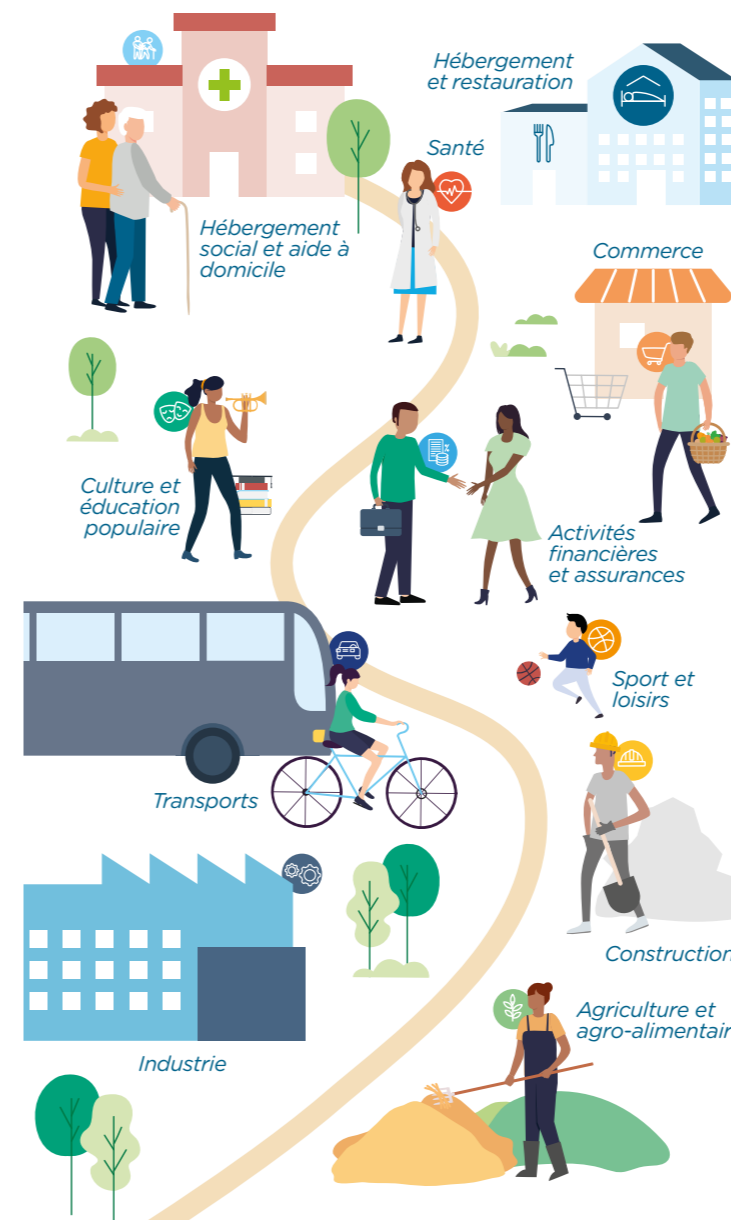 Hébergement
et restauration
Santé
Hébergement
social et aide à
domicile
Commerce
Culture et
éducation
populaire
Activités
financières
et assurances
Sport et
loisirs
Transports
Construction
Agriculture et
agro-alimentair
Industrie